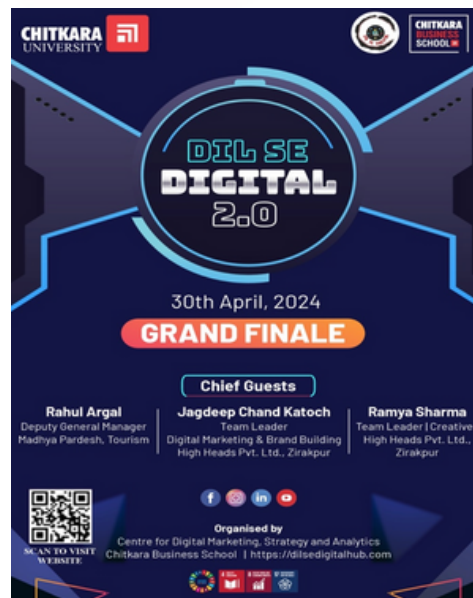 CHITKARA
UNIVERSITY
CHITKARA
BUSINESS
SCHOOL
DIL SE
DIGITAL
2.0
30th April, 2024
GRAND FINALE
Chief Guests
Rahul Argal
Deputy General Manager
Madhya Pardesh, Tourism
Jagdeep Chand Katoch
Team Leader
Digital Marketing & Brand Building
High Heads Pvt. Ltd., Zirakpur
Ramya Sharma
Team Leader | Creative
High Heads Pvt. Ltd.,
Zirakpur
SCAN TO VISIT
WEBSITE
Organised by
Centre for Digital Marketing, Strategy and Analytics
Chitkara Business School | https://dilsedigitalhub.com